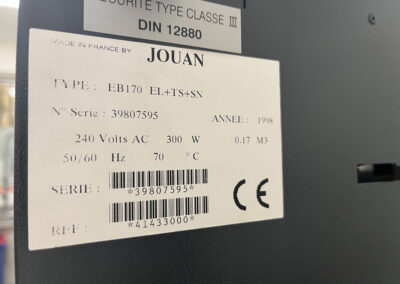 SECURITE TYPE CLASSE III
DIN 12880
MADE IN FRANCE BY JOUAN
TYPE : EB170 EL+TS+SN
N° Serie : 39807595 ANNEE : 1998
240 Volts AC 300 W 0.17 M3
50/60 Hz 70 °C
SERIE : *39807595*
CE
REF : *41433000*